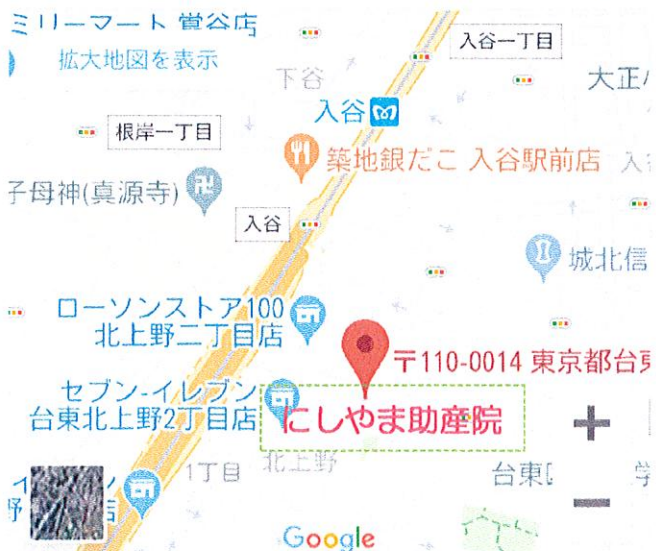 ミリーマート 鴬谷店
拡大地図を表示
入谷一丁目
下谷
大正
入谷
根岸一丁目
築地銀だこ 入谷駅前店
入
子母神(真源寺)
入谷
城北信
ローソンストア100
北上野二丁目店
〒110-0014 東京都台東
セブン-イレブン
台東北上野2丁目店
にしやま助産院
1丁目
北上野
台東
学
野
店
Google